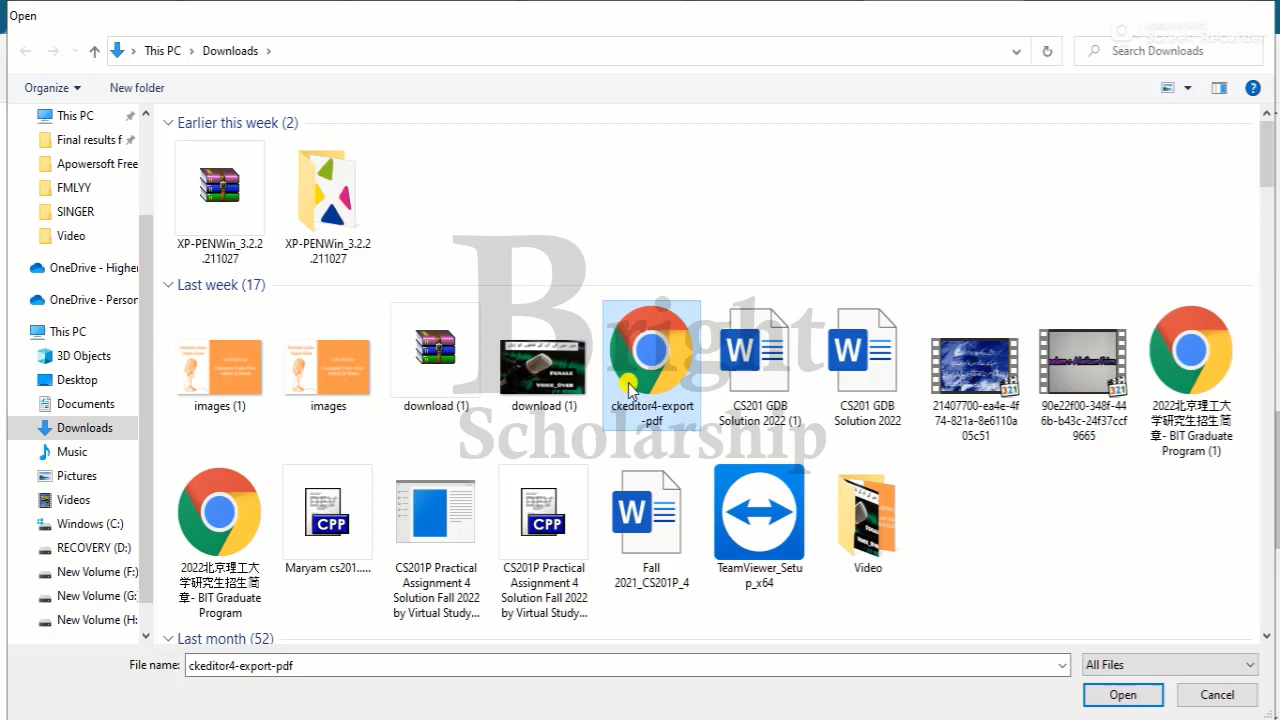 Open
This PC
Downloads
Search Downloads
Organize
New folder
This PC
Final results f
Apowersoft Free
FMLYY
SINGER
Video
OneDrive - Higher
OneDrive - Person
This PC
3D Objects
Desktop
Documents
Downloads
Music
Pictures
Videos
Windows (C:)
RECOVERY (D:)
New Volume (F:)
New Volume (G:
New Volume (H:
Earlier this week (2)
XP-PENWin_3.2.2
.211027
XP-PENWin_3.2.2
.211027
Last week (17)
images (1)
images
download (1)
FEMALE
VOICE_OVER
download (1)
ckeditor4-export
-pdf
CS201 GDB
Solution 2022 (1)
CS201 GDB
Solution 2022
21407700-ea4e-4f
74-821a-8e6110a
05c51
90e22f00-348f-44
6b-b43c-24f37ccf
9665
2022北京理工大
学研究生招生简
章- BIT Graduate
Program (1)
2022北京理工大
学研究生招生简
章- BIT Graduate
Program
CPP
Maryam cs201.....
CS201P Practical
Assignment 4
Solution Fall 2022
by Virtual Study...
CPP
CS201P Practical
Assignment 4
Solution Fall 2022
by Virtual Study...
Fall
2021_CS201P_4
TeamViewer_Setu
p_x64
Video
Last month (52)
Bright
Scholarship
File name:
ckeditor4-export-pdf
All Files
Open
Cancel